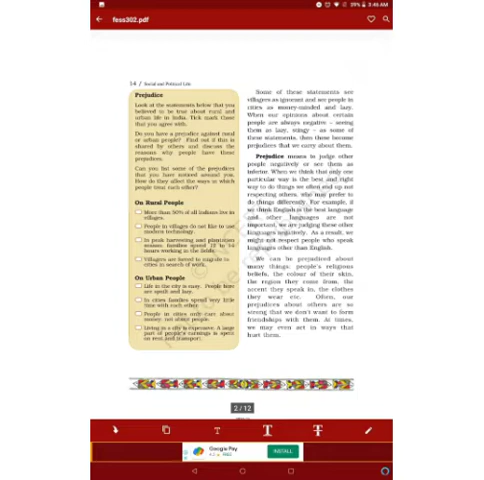 3:46 AM
fess302.pdf
14 / Social and Political Life
Prejudice
Look at the statements below that you
believed to be true about rural and
urban life in India. Tick mark those
that you agree with.
Do you have a prejudice against rural
or urban people? Find out if this is
shared by others and discuss the
reasons why people have these
prejudices.
Can you list some of the prejudices
that you have noticed around you.
How do they affect the ways in which
people treat each other?
On Rural People
More than 50% of all Indians live in
villages.
People in villages do not like to use
modern technology.
In peak harvesting and plantation
season, families spend 12 to 14
hours working in the fields.
Villagers are forced to migrate to
cities in search of work.
On Urban People
Life in the city is easy. People here
are spoilt and lazy.
In cities families spend very little
time with each other.
People in cities only care about
money, not about people.
Living in a city is expensive. A large
part of people's earnings is spent
on rent and transport.
Some of these statements see
villagers as ignorant and see people in
cities as money-minded and lazy.
When our opinions about certain
people are always negative – seeing
them as lazy, stingy – as some of
these statements, then these become
prejudices that we carry about them.
Prejudice means to judge other
people negatively or see them as
inferior. When we think that only one
particular way is the best and right
way to do things we often end up not
respecting others, who may prefer to
do things differently. For example, if
we think English is the best language
and other languages are not
important, we are judging these other
languages negatively. As a result, we
might not respect people who speak
languages other than English.
We can be prejudiced about
many things: people's religious
beliefs, the colour of their skin,
the region they come from, the
accent they speak in, the clothes
they wear etc. Often, our
prejudices about others are so
strong that we don't want to form
friendships with them. At times,
we may even act in ways that
hurt them.
2 / 12
T T T
Google Pay
FREE
INSTALL